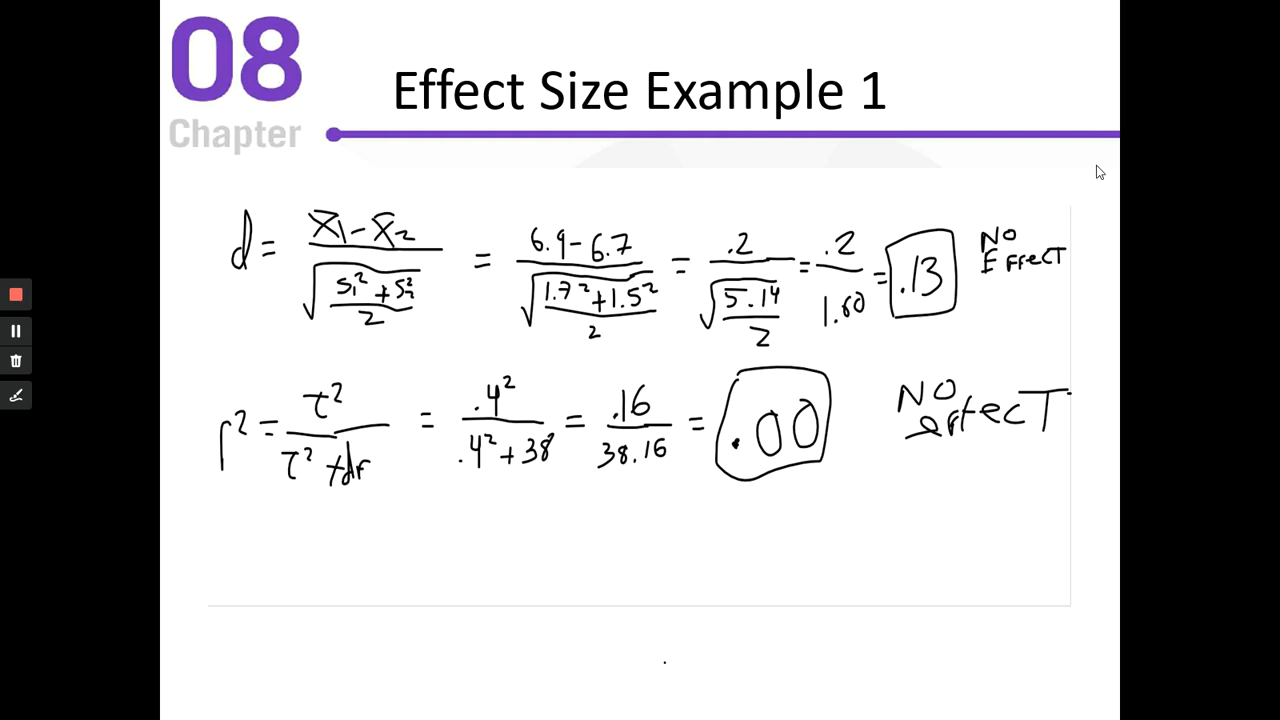 08
Chapter
Effect Size Example 1
d = (X̄1 - X̄2) / √((S1² + S2²) / 2) = (6.9 - 6.7) / √((1.7² + 1.5²) / 2) = .2 / √(5.14 / 2) = .2 / 1.60 = .13 NO EFFECT
r² = t² / (t² + df) = .4² / (.4² + 38) = .16 / 38.16 = .00 NO effecT